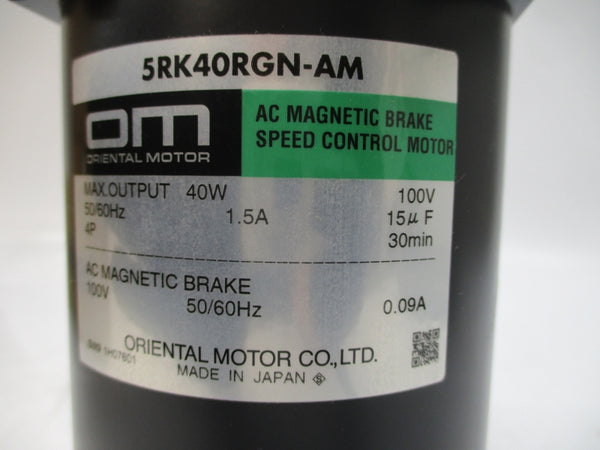 5RK40RGN-AM
om
ORIENTAL MOTOR
AC MAGNETIC BRAKE
SPEED CONTROL MOTOR
MAX.OUTPUT 40W 100V
50/60Hz 1.5A 15μF
4P 30min
AC MAGNETIC BRAKE
100V 50/60Hz 0.09A
ORIENTAL MOTOR CO.,LTD.
MADE IN JAPAN